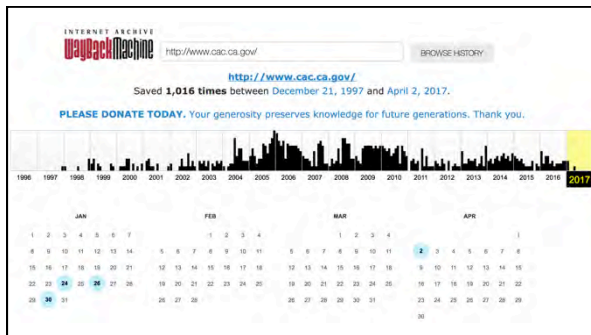 INTERNET ARCHIVE
WayBackMachine
http://www.cac.ca.gov/
BROWSE HISTORY
http://www.cac.ca.gov/
Saved 1,016 times between December 21, 1997 and April 2, 2017.
PLEASE DONATE TODAY. Your generosity preserves knowledge for future generations. Thank you.
1996 1997 1998 1999 2000 2001 2002 2003 2004 2005 2006 2007 2008 2009 2010 2011 2012 2013 2014 2015 2016 2017
JAN FEB MAR APR
1 2 3 4 5 6 7 1 2 3 4 1 2 3 4 1
8 9 10 11 12 13 14 5 6 7 8 9 10 11 5 6 7 8 9 10 11 2 3 4 5 6 7 8
15 16 17 18 19 20 21 12 13 14 15 16 17 18 12 13 14 15 16 17 18 9 10 11 12 13 14 15
22 23 24 25 26 27 28 19 20 21 22 23 24 25 19 20 21 22 23 24 25 16 17 18 19 20 21 22
29 30 31 26 27 28 26 27 28 29 30 31 23 24 25 26 27 28 29
30